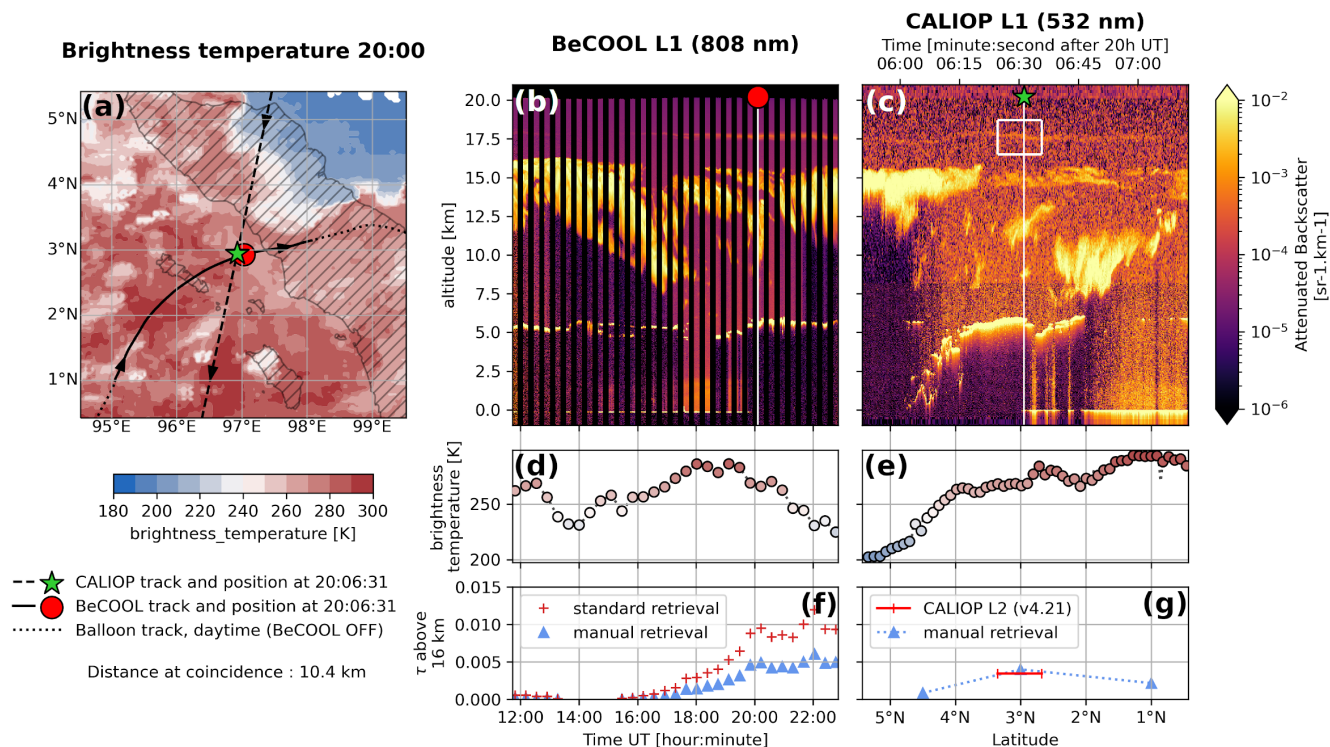 Brightness temperature 20:00
(a)
5°N
4°N
3°N
2°N
1°N
95°E 96°E 97°E 98°E 99°E
180 200 220 240 260 280 300
brightness_temperature [K]
CALIOP track and position at 20:06:31
BeCOOL track and position at 20:06:31
Balloon track, daytime (BeCOOL OFF)
Distance at coincidence : 10.4 km
BeCOOL L1 (808 nm)
(b)
altitude [km]
20.0
17.5
15.0
12.5
10.0
7.5
5.0
2.5
0.0
CALIOP L1 (532 nm)
Time [minute:second after 20h UT]
06:00 06:15 06:30 06:45 07:00
(c)
10−2
10−3
10−4
10−5
10−6
Attenuated Backscatter
[sr-1.km-1]
(d)
brightness
temperature [K]
250
200
(e)
(f)
τ above
16 km
0.015
0.010
0.005
0.000
standard retrieval
manual retrieval
12:00 14:00 16:00 18:00 20:00 22:00
Time UT [hour:minute]
(g)
CALIOP L2 (v4.21)
manual retrieval
5°N 4°N 3°N 2°N 1°N
Latitude